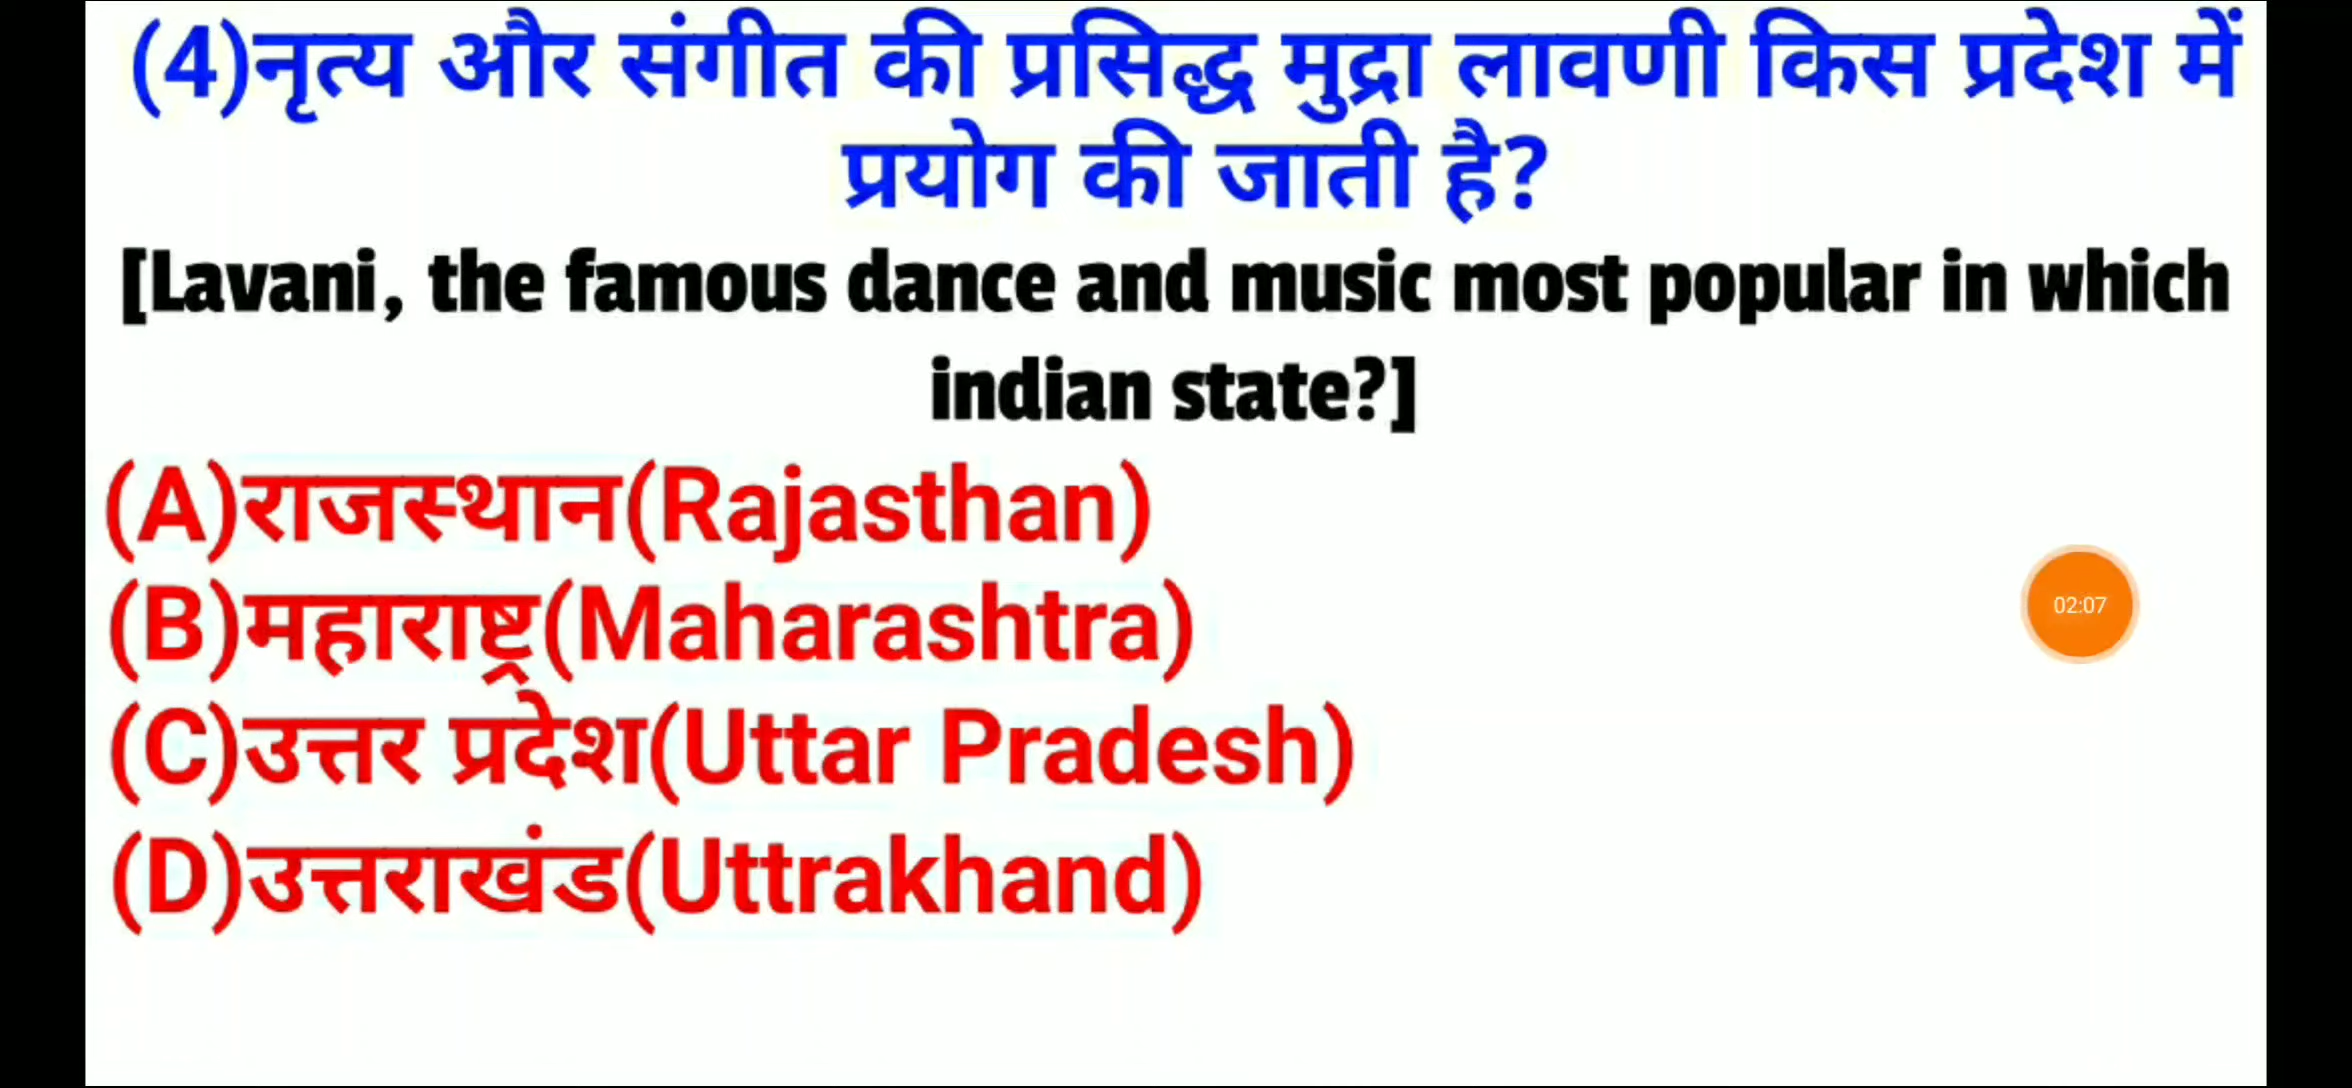 (4)नृत्य और संगीत की प्रसिद्ध मुद्रा लावणी किस प्रदेश में
प्रयोग की जाती है?
[Lavani, the famous dance and music most popular in which
indian state?]
(A)राजस्थान(Rajasthan)
(B)महाराष्ट्र(Maharashtra)
02:07
(C)उत्तर प्रदेश(Uttar Pradesh)
(D)उत्तराखंड(Uttrakhand)